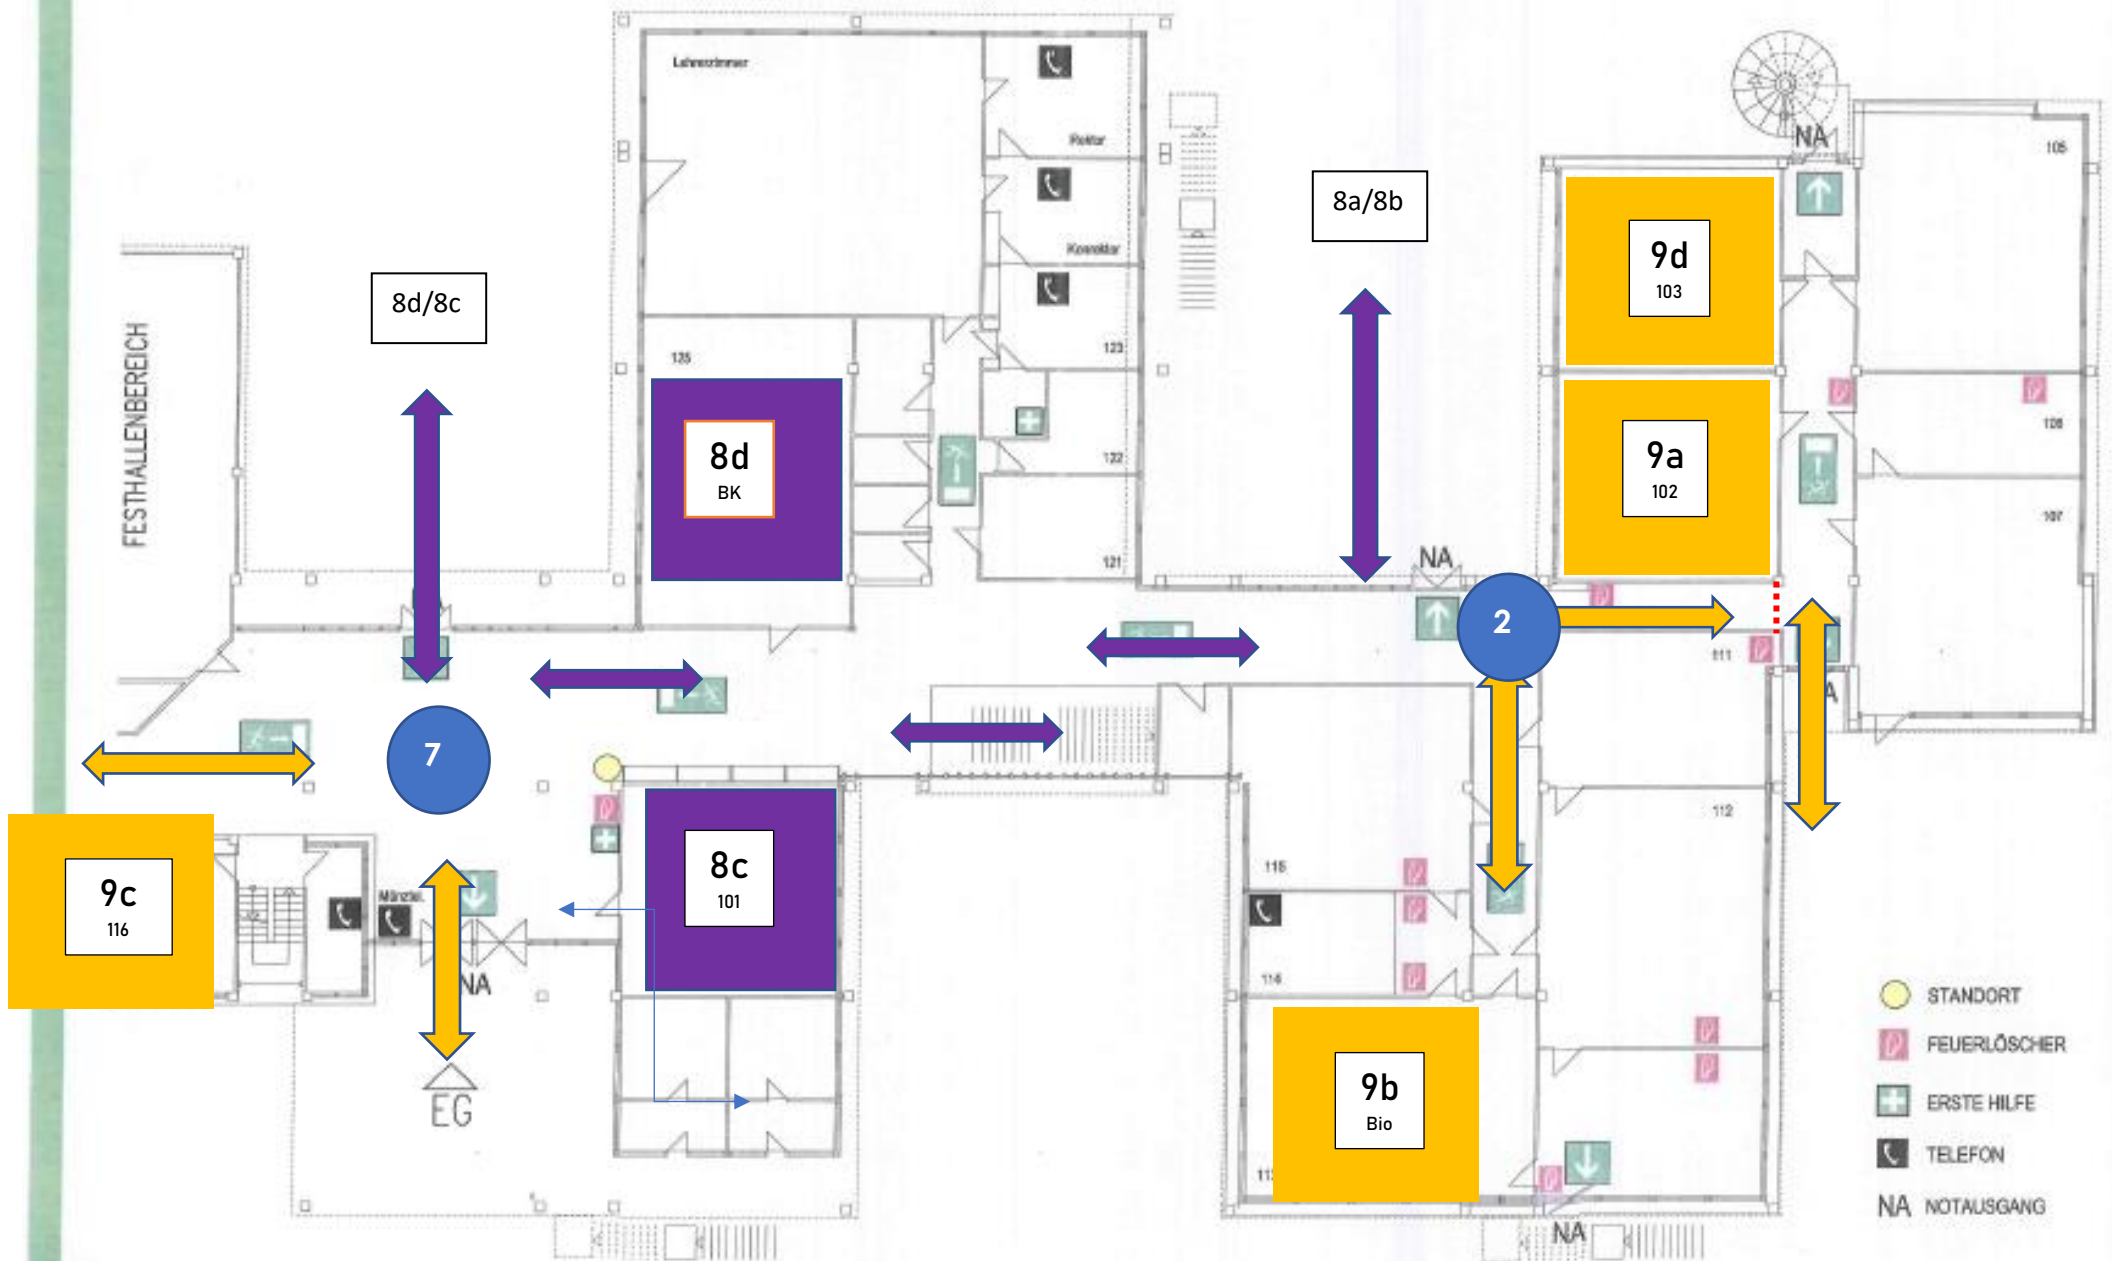 Lehrerzimmer
Rektor
Konrektor
NA
105
8a/8b
9d
103
8d/8c
FESTHALLENBEREICH
125
123
8d
BK
122
9a
102
107
121
NA
2
111
7
112
115
8c
101
9c
116
Münztel.
NA
114
EG
9b
Bio
STANDORT
FEUERLÖSCHER
ERSTE HILFE
TELEFON
NA NOTAUSGANG
NA